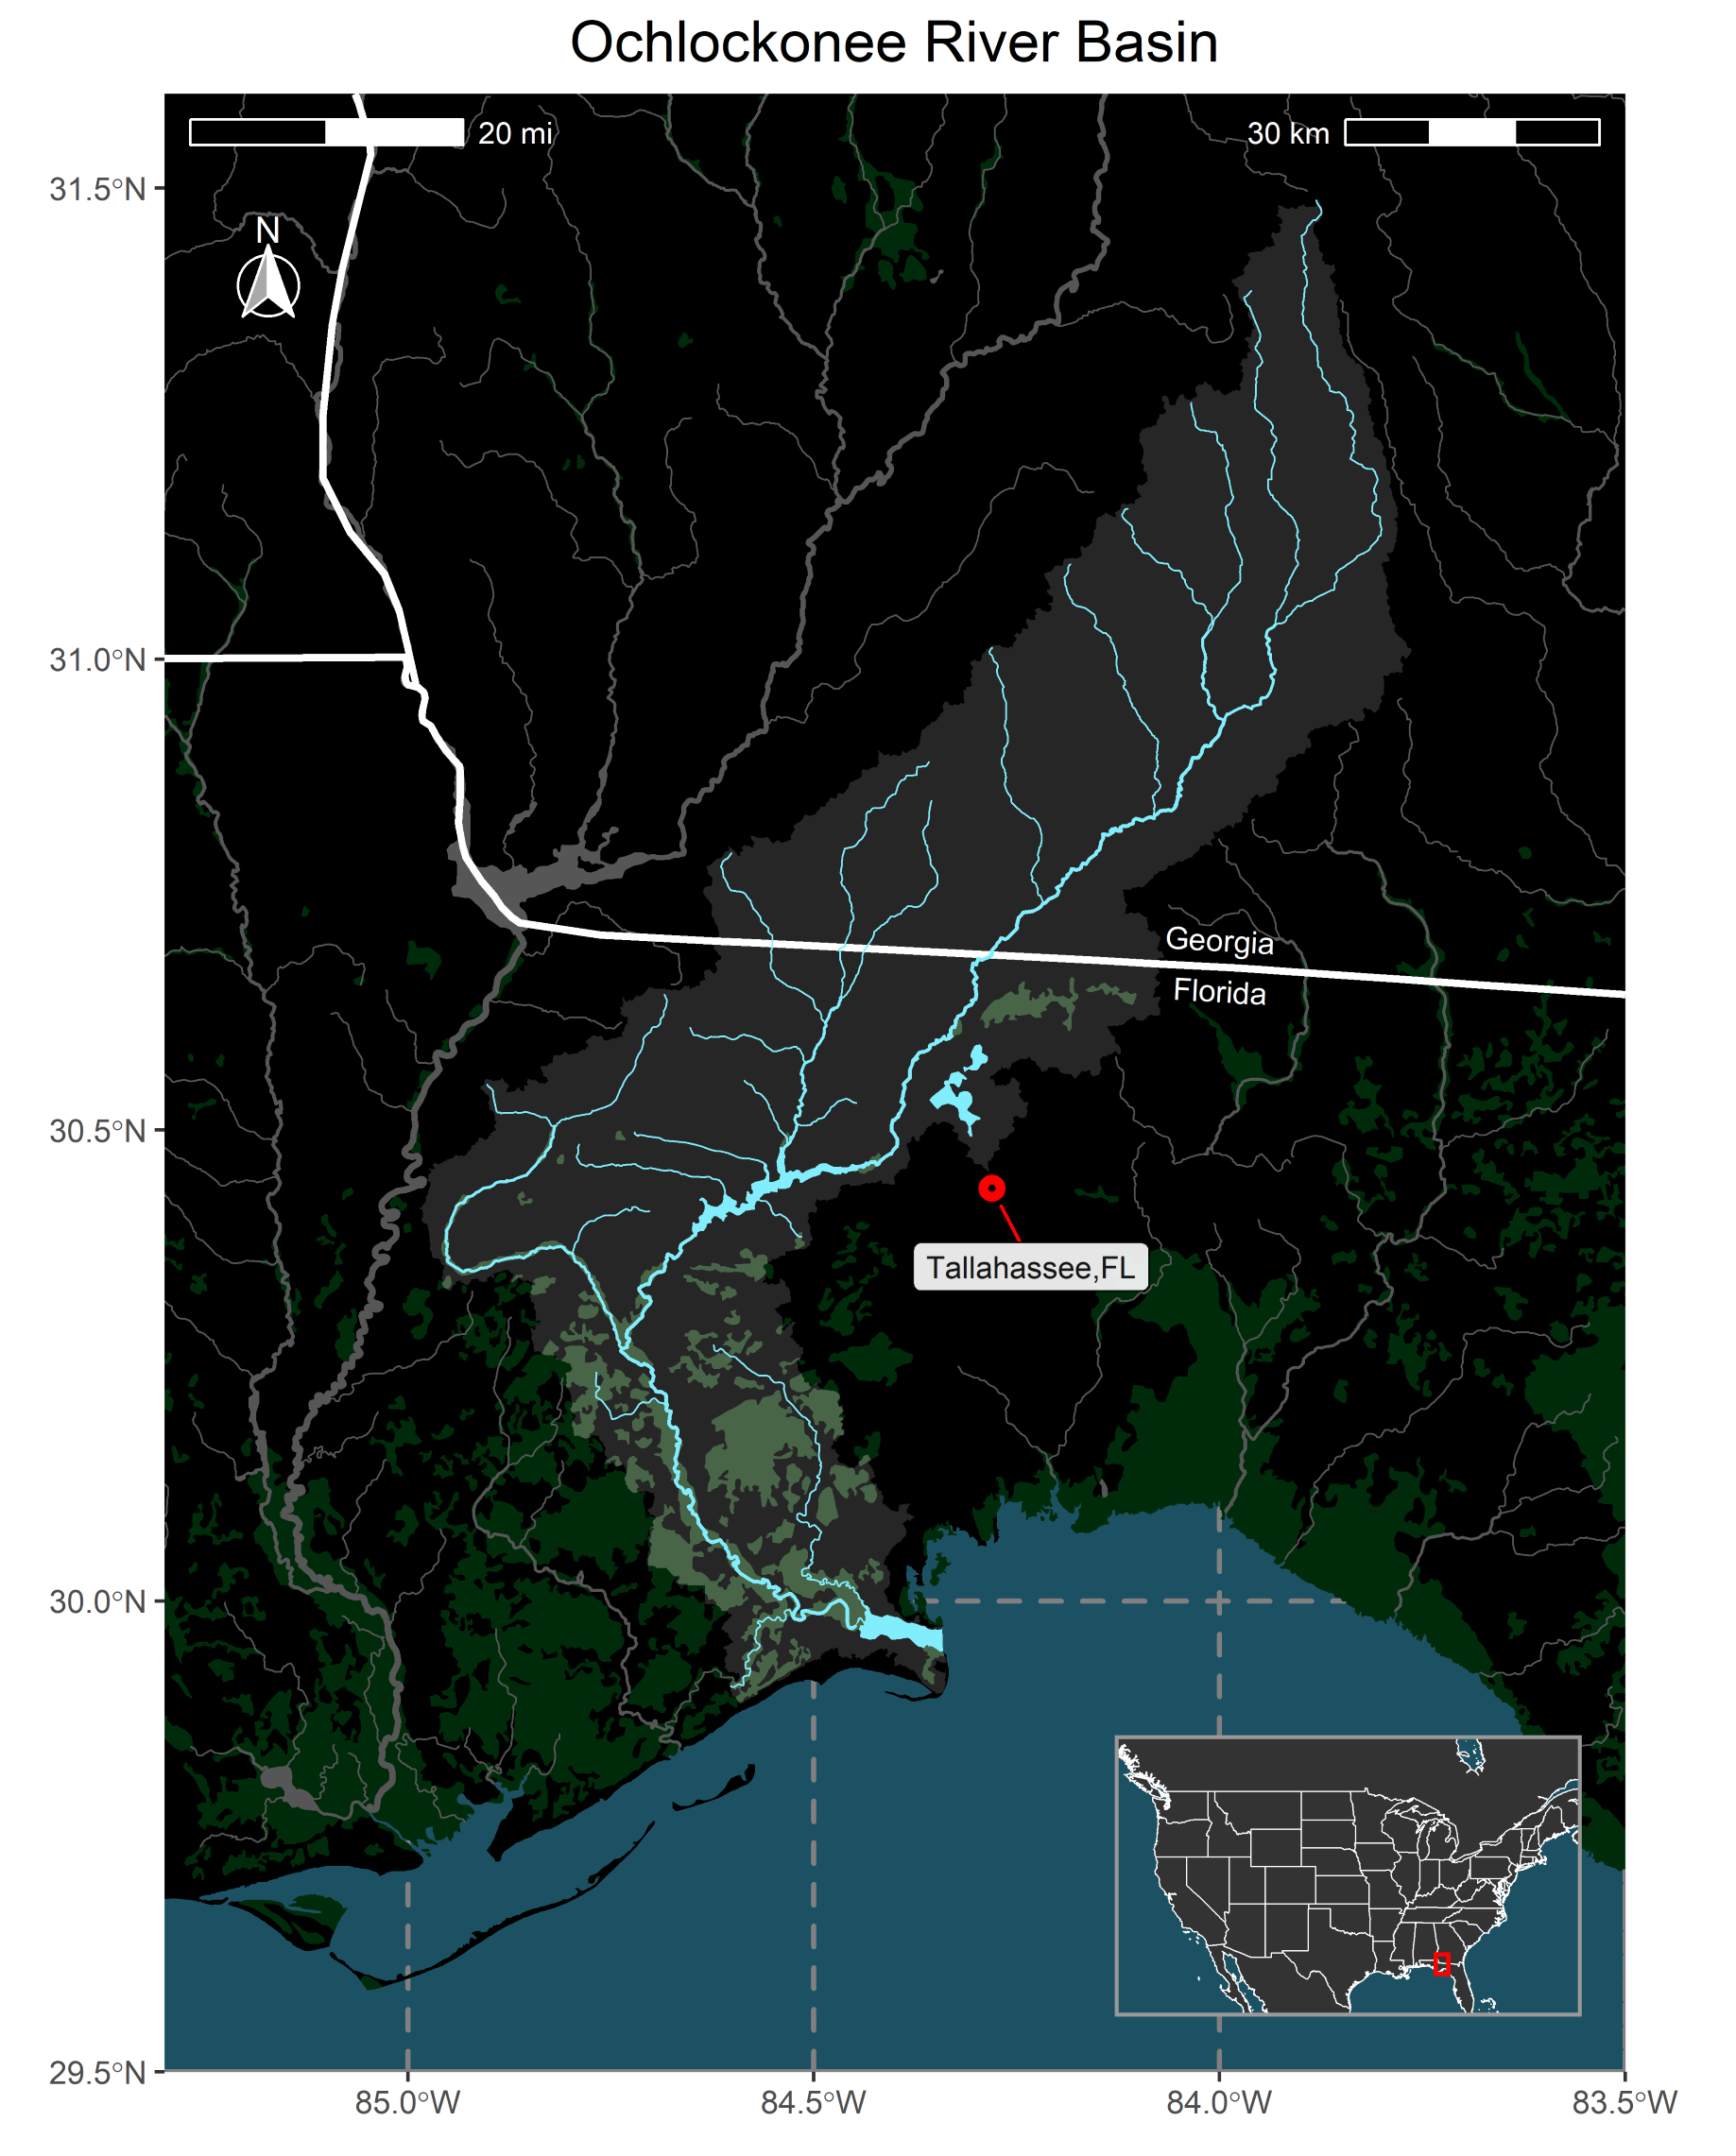 Ochlockonee River Basin
20 mi
30 km
31.5°N
N
31.0°N
Georgia
Florida
30.5°N
Tallahassee,FL
30.0°N
29.5°N
85.0°W
84.5°W
84.0°W
83.5°W